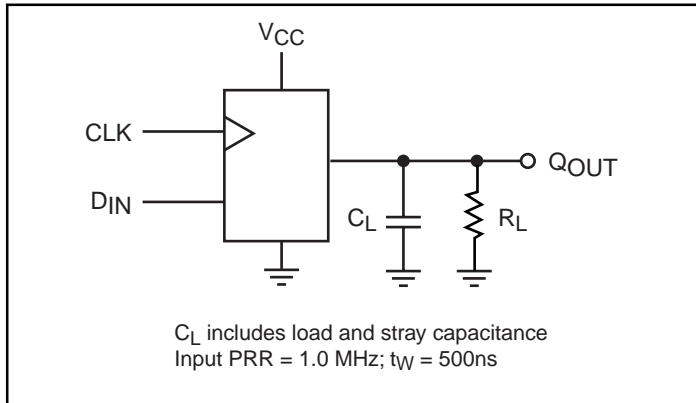 VCC
CLK
DIN
QOUT
CL
RL
CL includes load and stray capacitance
Input PRR = 1.0 MHz; tW = 500ns